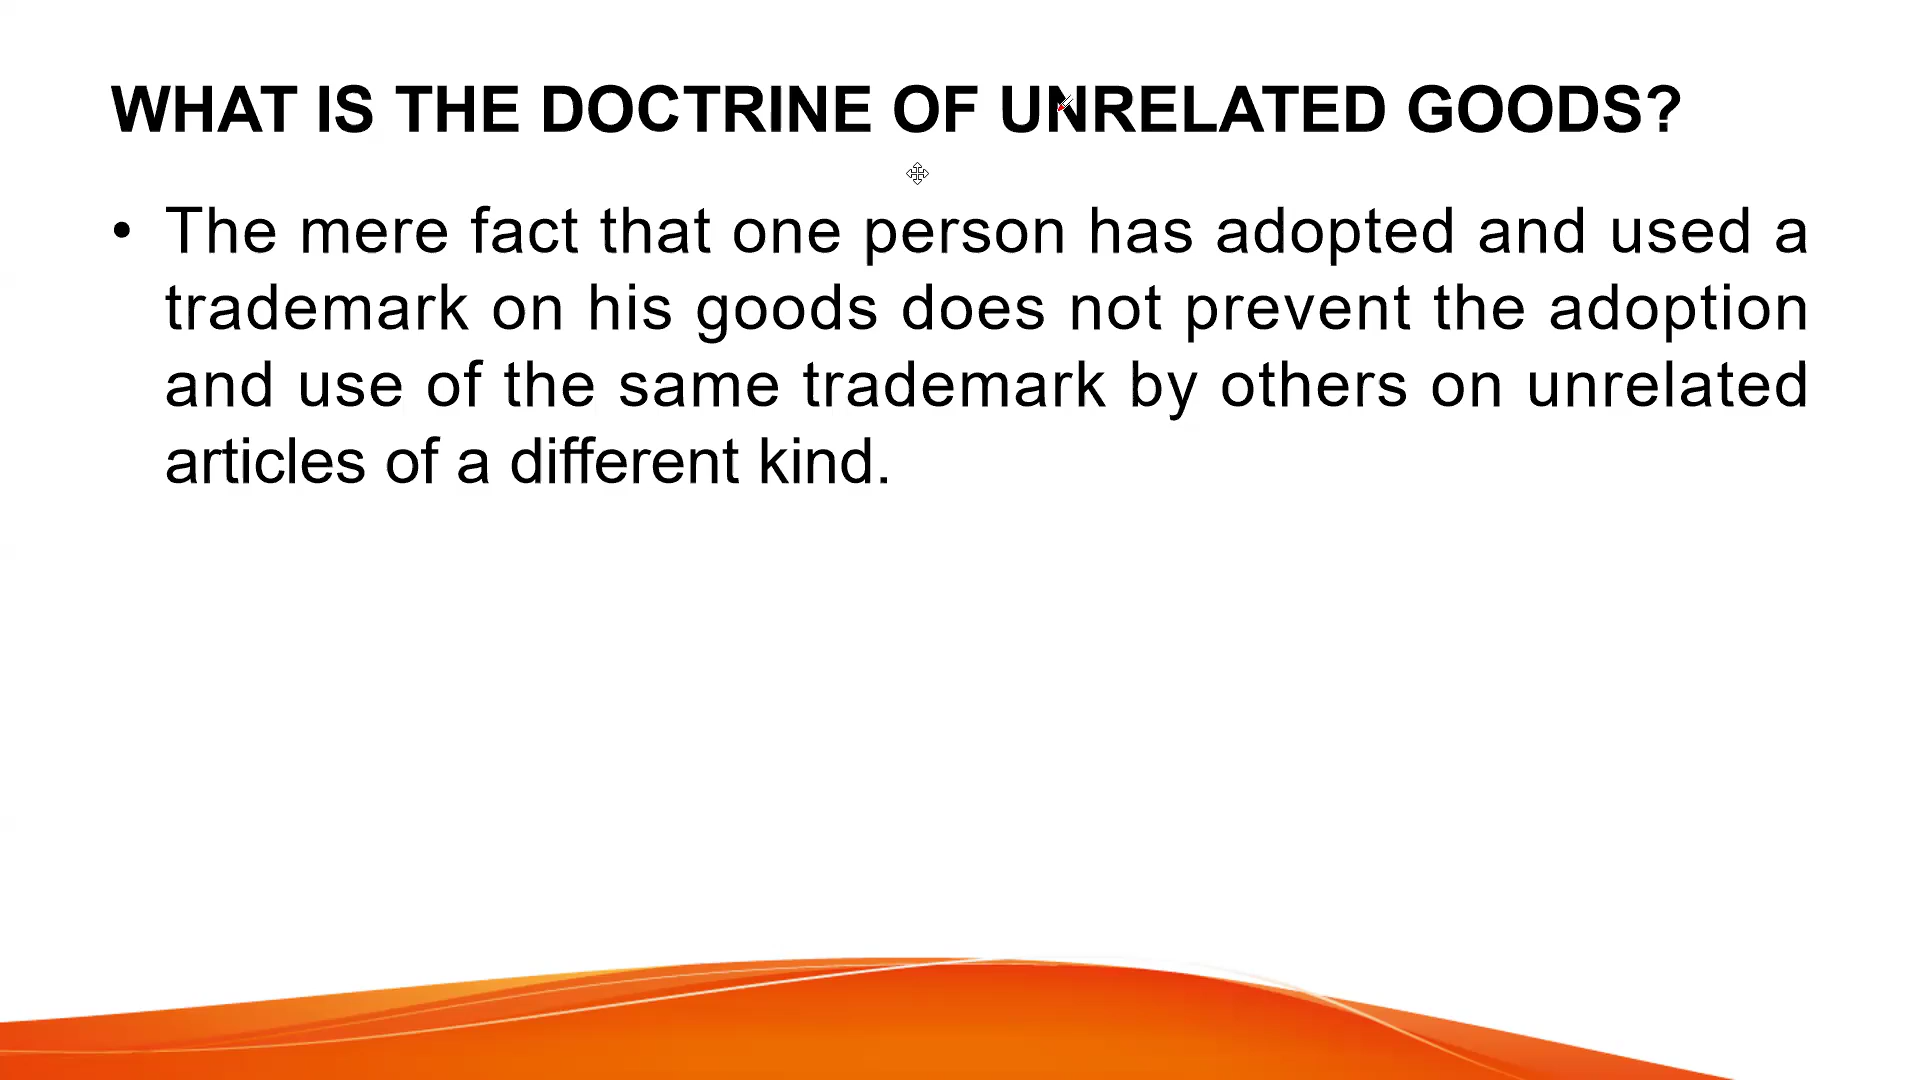 WHAT IS THE DOCTRINE OF UNRELATED GOODS?
• The mere fact that one person has adopted and used a
trademark on his goods does not prevent the adoption
and use of the same trademark by others on unrelated
articles of a different kind.